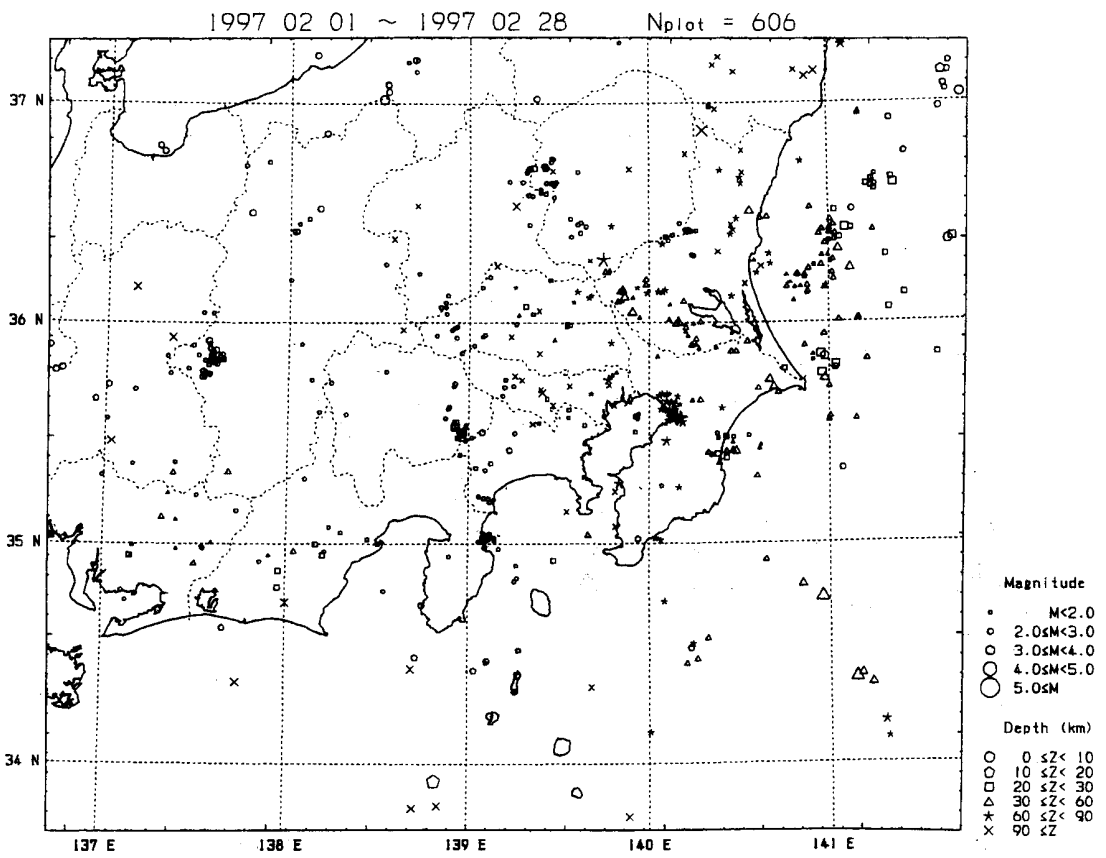 1997 02 01 ~ 1997 02 28 Nplot = 606
37 N
36 N
35 N
34 N
137 E 138 E 139 E 140 E 141 E
Magnitude
M<2.0
2.0≤M<3.0
3.0≤M<4.0
4.0≤M<5.0
5.0≤M
Depth (km)
0 ≤Z< 10
10 ≤Z< 20
20 ≤Z< 30
30 ≤Z< 60
60 ≤Z< 90
90 ≤Z